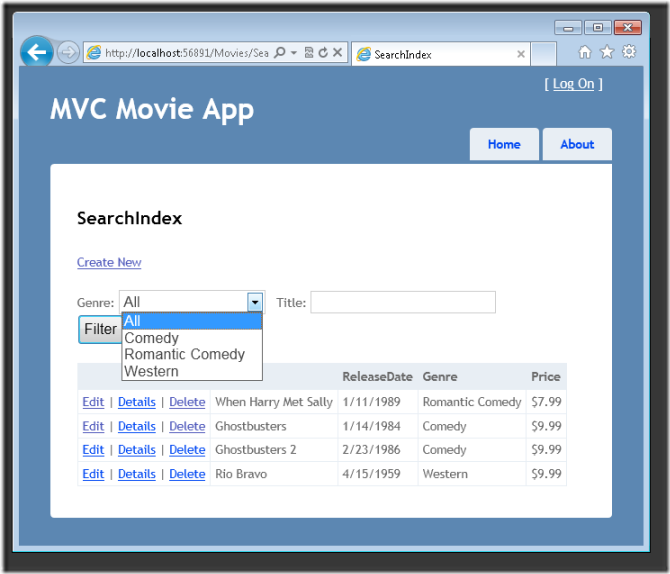 http://localhost:56891/Movies/Sea
SearchIndex
[ Log On ]
MVC Movie App
Home About
SearchIndex
Create New
Genre: All Title:
Filter
All
Comedy
Romantic Comedy
Western
ReleaseDate Genre Price
Edit | Details | Delete When Harry Met Sally 1/11/1989 Romantic Comedy $7.99
Edit | Details | Delete Ghostbusters 1/14/1984 Comedy $9.99
Edit | Details | Delete Ghostbusters 2 2/23/1986 Comedy $9.99
Edit | Details | Delete Rio Bravo 4/15/1959 Western $9.99